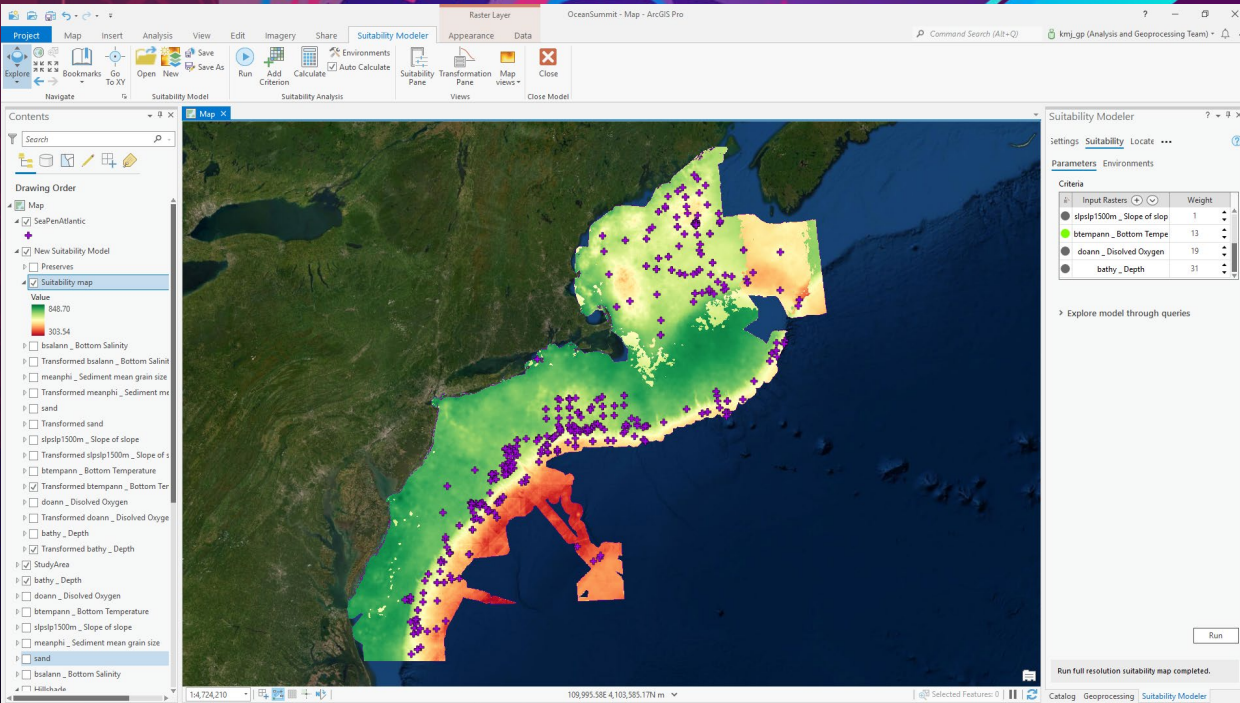 Raster Layer
OceanSummit - Map - ArcGIS Pro
Project Map Insert Analysis View Edit Imagery Share Suitability Modeler Appearance Data
Command Search (Alt+Q)
kmj_gp (Analysis and Geoprocessing Team)
Explore
Bookmarks
Go To XY
Open New
Save
Save As
Run
Add Criterion
Calculate
Environments
Auto Calculate
Suitability Pane
Transformation Pane
Map views
Close
Navigate
Suitability Model
Suitability Analysis
Views
Close Model
Contents
Search
Drawing Order
Map
SeaPenAtlantic
New Suitability Model
Preserves
Suitability map
Value
848.70
303.54
bsalann _ Bottom Salinity
Transformed bsalann _ Bottom Salinit
meanphi _ Sediment mean grain size
Transformed meanphi _ Sediment me
sand
Transformed sand
slpslp1500m _ Slope of slope
Transformed slpslp1500m _ Slope of s
btempann _ Bottom Temperature
Transformed btempann _ Bottom Ter
doann _ Disolved Oxygen
Transformed doann _ Disolved Oxyge
bathy _ Depth
Transformed bathy _ Depth
StudyArea
bathy _ Depth
doann _ Disolved Oxygen
btempann _ Bottom Temperature
slpslp1500m _ Slope of slope
meanphi _ Sediment mean grain size
sand
bsalann _ Bottom Salinity
Hillshade
Map
1:4,724,210
109,995.58E 4,103,585.17N m
Selected Features: 0
Suitability Modeler
Settings Suitability Locate
Parameters Environments
Criteria
Input Rasters Weight
slpslp1500m _ Slope of slop 1
btempann _ Bottom Tempe 13
doann _ Disolved Oxygen 19
bathy _ Depth 31
Explore model through queries
Run
Run full resolution suitability map completed.
Catalog Geoprocessing Suitability Modeler